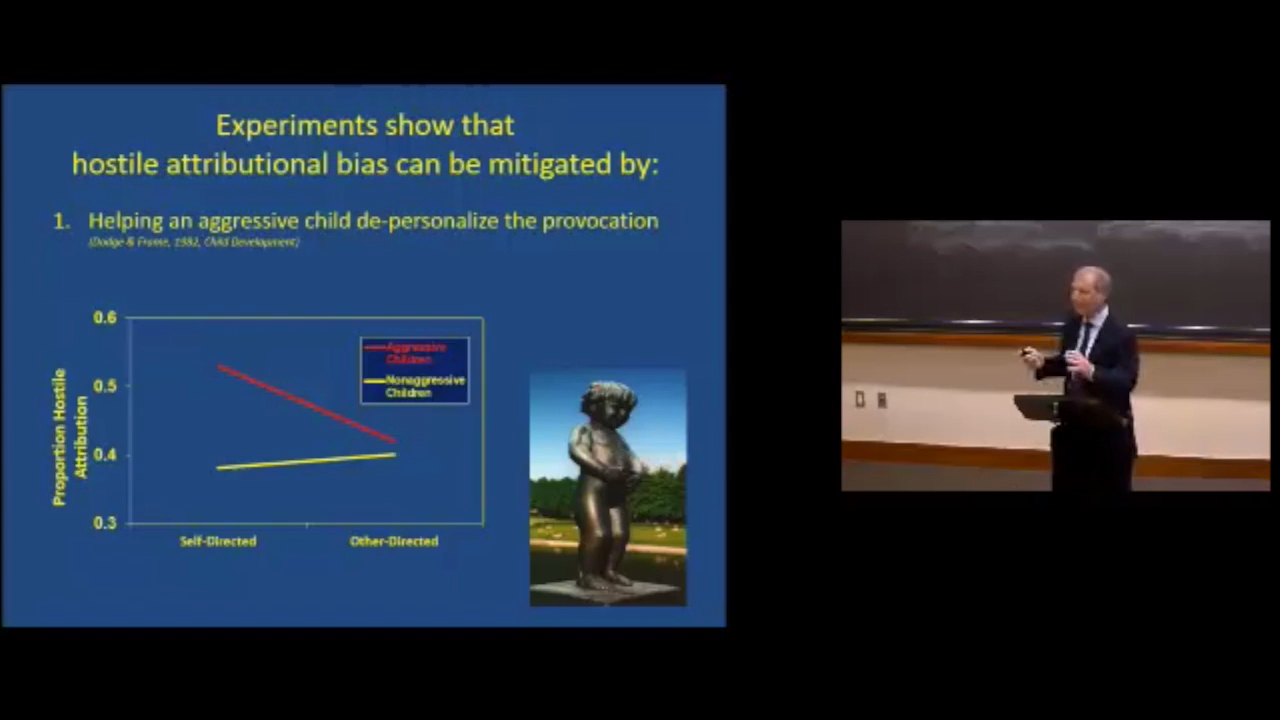 Experiments show that
hostile attributional bias can be mitigated by:
1. Helping an aggressive child de-personalize the provocation
(Dodge & Frame, 1982, Child Development)
0.6
0.5
0.4
0.3
Proportion Hostile
Attribution
Aggressive
Children
Nonaggressive
Children
Self-Directed
Other-Directed